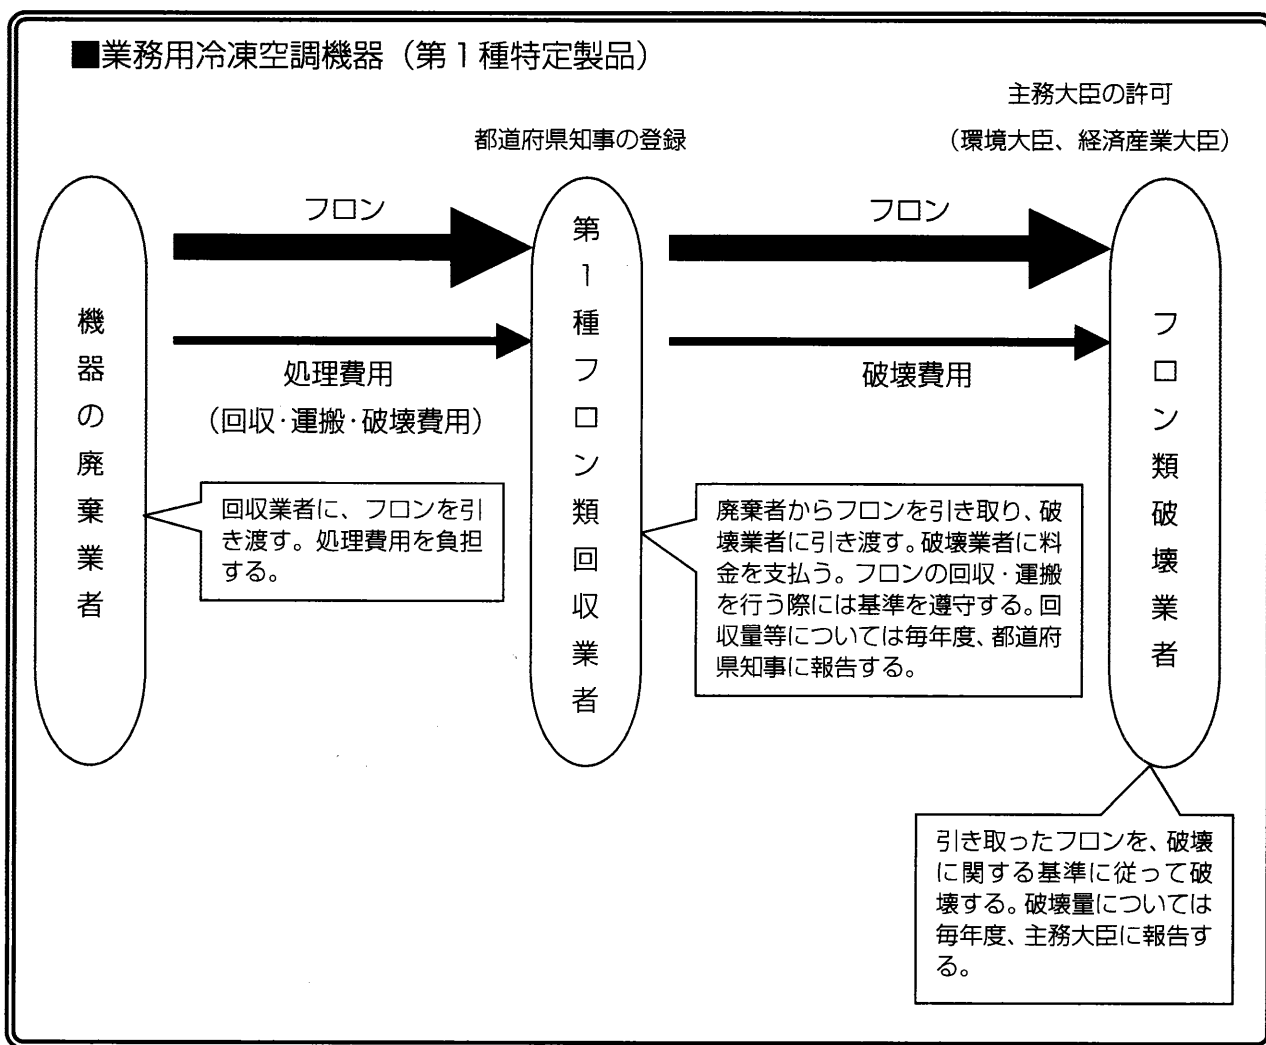 ■業務用冷凍空調機器（第１種特定製品）
主務大臣の許可
（環境大臣、経済産業大臣）
都道府県知事の登録
機器の廃棄業者
フロン
処理費用
（回収・運搬・破壊費用）
回収業者に、フロンを引
き渡す。処理費用を負担
する。
第１種フロン類回収業者
フロン
破壊費用
廃棄者からフロンを引き取り、破
壊業者に引き渡す。破壊業者に料
金を支払う。フロンの回収・運搬
を行う際には基準を遵守する。回
収量等については毎年度、都道府
県知事に報告する。
フロン類破壊業者
引き取ったフロンを、破壊
に関する基準に従って破
壊する。破壊量については
毎年度、主務大臣に報告す
る。